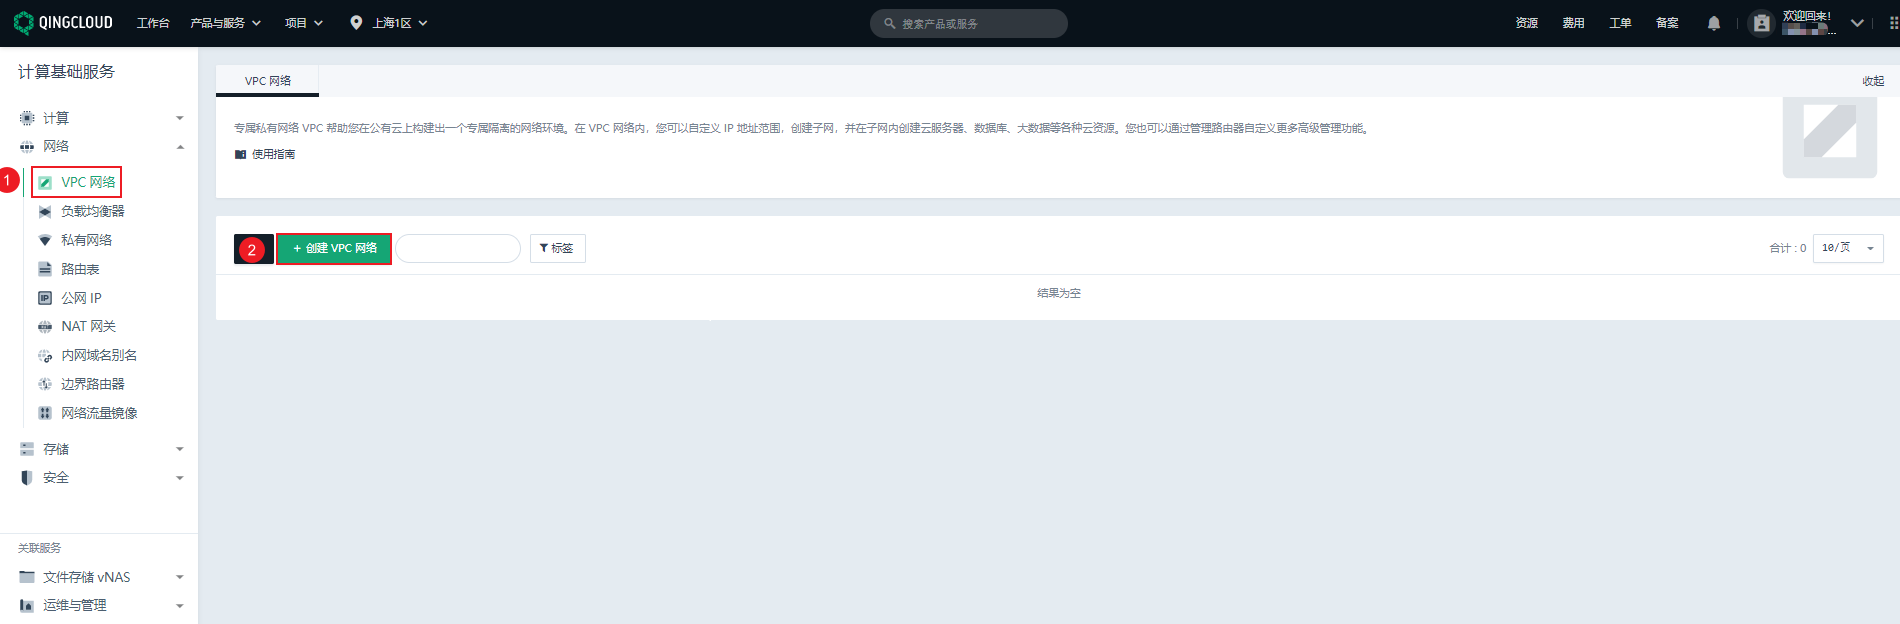 QINGCLOUD 工作台 产品与服务 项目 上海1区 搜索产品或服务 资源 费用 工单 备案 欢迎回来!
计算基础服务
计算
网络
1 VPC 网络
负载均衡器
私有网络
路由表
公网 IP
NAT 网关
内网域名别名
边界路由器
网络流量镜像
存储
安全
关联服务
文件存储 vNAS
运维与管理
VPC 网络 收起
专属私有网络 VPC 帮助您在公有云上构建出一个专属隔离的网络环境。在 VPC 网络内，您可以自定义 IP 地址范围，创建子网，并在子网内创建云服务器、数据库、大数据等各种云资源。您也可以通过管理路由器自定义更多高级管理功能。
使用指南
2 + 创建 VPC 网络 标签 合计 : 0 10/页
结果为空